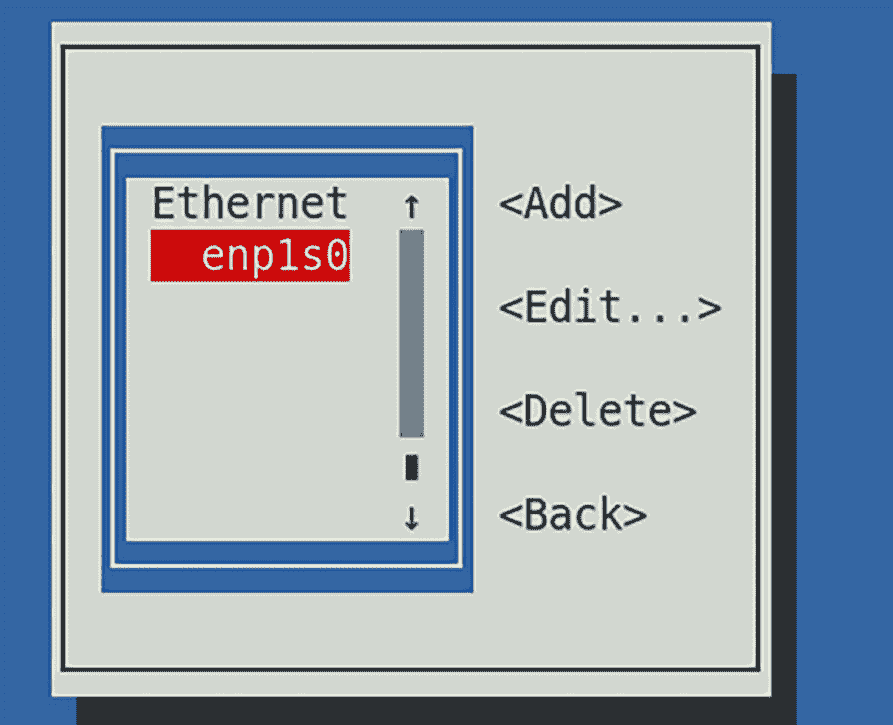 Ethernet ↑
enp1s0
↓
<Add>
<Edit...>
<Delete>
<Back>